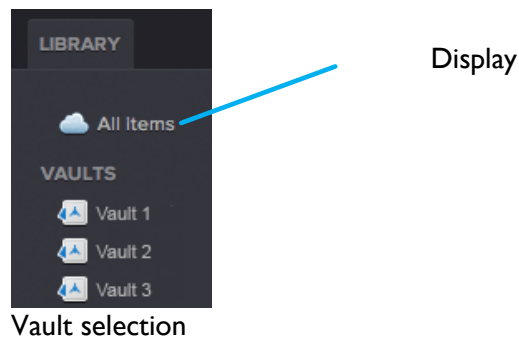 LIBRARY
Display
All Items
VAULTS
Vault 1
Vault 2
Vault 3
Vault selection